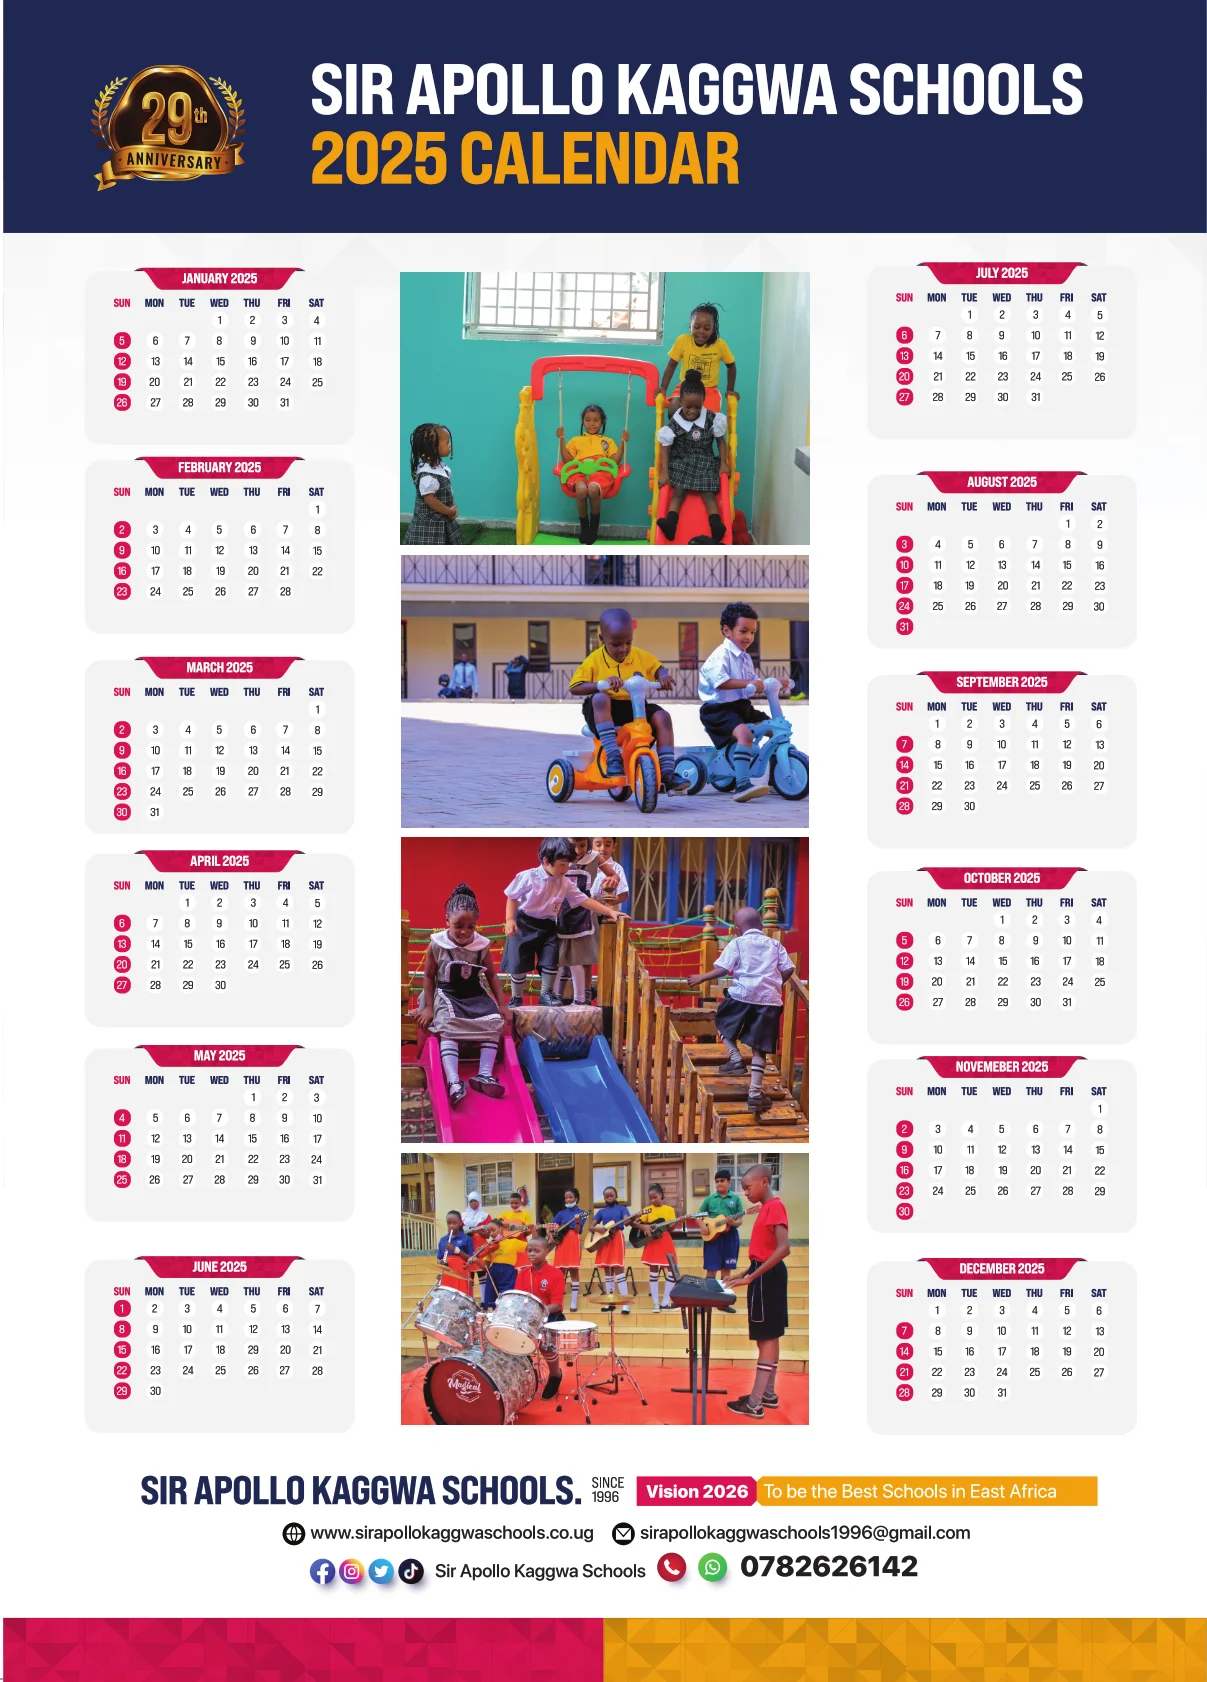 29th
ANNIVERSARY
SIR APOLLO KAGGWA SCHOOLS
2025 CALENDAR
JANUARY 2025
SUN MON TUE WED THU FRI SAT
1 2 3 4
5 6 7 8 9 10 11
12 13 14 15 16 17 18
19 20 21 22 23 24 25
26 27 28 29 30 31
FEBRUARY 2025
SUN MON TUE WED THU FRI SAT
1
2 3 4 5 6 7 8
9 10 11 12 13 14 15
16 17 18 19 20 21 22
23 24 25 26 27 28
MARCH 2025
SUN MON TUE WED THU FRI SAT
1
2 3 4 5 6 7 8
9 10 11 12 13 14 15
16 17 18 19 20 21 22
23 24 25 26 27 28 29
30 31
APRIL 2025
SUN MON TUE WED THU FRI SAT
1 2 3 4 5
6 7 8 9 10 11 12
13 14 15 16 17 18 19
20 21 22 23 24 25 26
27 28 29 30
MAY 2025
SUN MON TUE WED THU FRI SAT
1 2 3
4 5 6 7 8 9 10
11 12 13 14 15 16 17
18 19 20 21 22 23 24
25 26 27 28 29 30 31
JUNE 2025
SUN MON TUE WED THU FRI SAT
1 2 3 4 5 6 7
8 9 10 11 12 13 14
15 16 17 18 29 20 21
22 23 24 25 26 27 28
29 30
Magical
JULY 2025
SUN MON TUE WED THU FRI SAT
1 2 3 4 5
6 7 8 9 10 11 12
13 14 15 16 17 18 19
20 21 22 23 24 25 26
27 28 29 30 31
AUGUST 2025
SUN MON TUE WED THU FRI SAT
1 2
3 4 5 6 7 8 9
10 11 12 13 14 15 16
17 18 19 20 21 22 23
24 25 26 27 28 29 30
31
SEPTEMBER 2025
SUN MON TUE WED THU FRI SAT
1 2 3 4 5 6
7 8 9 10 11 12 13
14 15 16 17 18 19 20
21 22 23 24 25 26 27
28 29 30
OCTOBER 2025
SUN MON TUE WED THU FRI SAT
1 2 3 4
5 6 7 8 9 10 11
12 13 14 15 16 17 18
19 20 21 22 23 24 25
26 27 28 29 30 31
NOVEMEBER 2025
SUN MON TUE WED THU FRI SAT
1
2 3 4 5 6 7 8
9 10 11 12 13 14 15
16 17 18 19 20 21 22
23 24 25 26 27 28 29
30
DECEMBER 2025
SUN MON TUE WED THU FRI SAT
1 2 3 4 5 6
7 8 9 10 11 12 13
14 15 16 17 18 19 20
21 22 23 24 25 26 27
28 29 30 31
SIR APOLLO KAGGWA SCHOOLS. SINCE 1996 Vision 2026 To be the Best Schools in East Africa
www.sirapollokaggwaschools.co.ug sirapollokaggwaschools1996@gmail.com
Sir Apollo Kaggwa Schools 0782626142